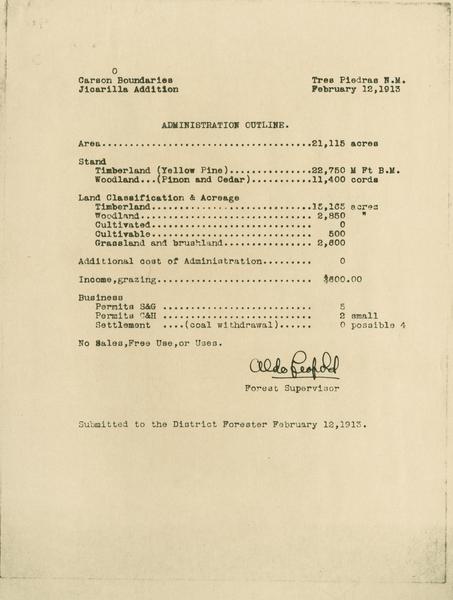 O
Carson Boundaries Tres Piedras N.M.
Jicarilla Addition February 12,1913
ADMINISTRATION OUTLINE.
Area.....................................21,115 acres
Stand
Timberland (Yellow Pine)..............22,750 M Ft B.M.
Woodland...(Pinon and Cedar)..........11,400 cords
Land Classification & Acreage
Timberland............................15,165 acres
Woodland.............................. 2,850 "
Cultivated............................ 0
Cultivable............................ 500
Grassland and brushland............... 2,600
Additional cost of Administration......... 0
Income,grazing............................ $600.00
Business
Permits S&G .......................... 5
Permits C&H .......................... 2 small
Settlement ....(coal withdrawal)...... 0 possible 4
No Sales,Free Use,or Uses.
Aldo Leopold
Forest Supervisor
Submitted to the District Forester February 12,1913.